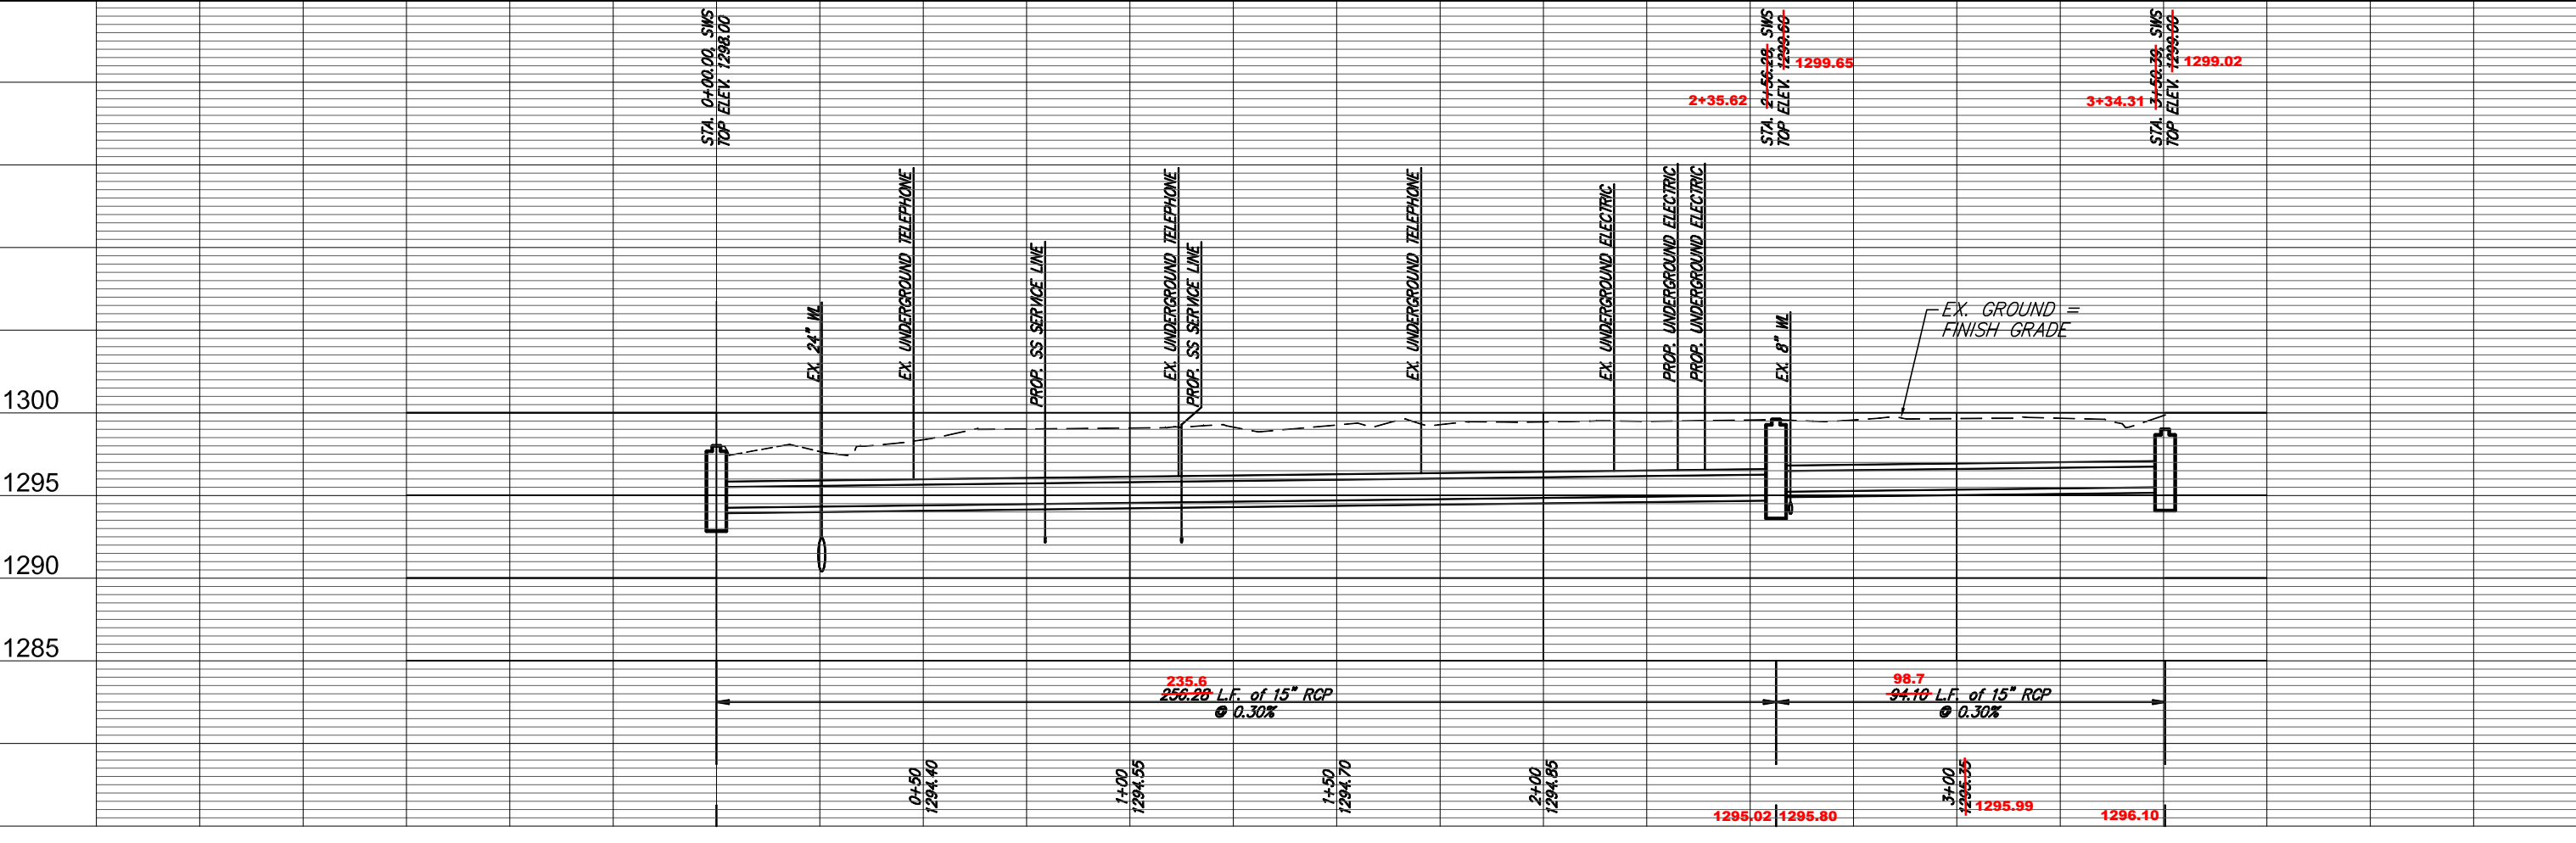 STA. 0+00.00, SWS
TOP ELEV. 1298.00
STA. 2+56.28, SWS
TOP ELEV. 1299.60
1299.65
2+35.62
STA. 3+50.39, SWS
TOP ELEV. 1299.00
1299.02
3+34.31
EX. 24" WL
EX. UNDERGROUND TELEPHONE
PROP. SS SERVICE LINE
EX. UNDERGROUND TELEPHONE
PROP. SS SERVICE LINE
EX. UNDERGROUND TELEPHONE
EX. UNDERGROUND ELECTRIC
PROP. UNDERGROUND ELECTRIC
PROP. UNDERGROUND ELECTRIC
EX. 8" WL
EX. GROUND =
FINISH GRADE
1300
1295
1290
1285
235.6
256.28 L.F. of 15" RCP
@ 0.30%
98.7
94.10 L.F. of 15" RCP
@ 0.30%
0+50
1294.40
1+00
1294.55
1+50
1294.70
2+00
1294.85
1295.02
1295.80
3+00
1295.35
1295.99
1296.10